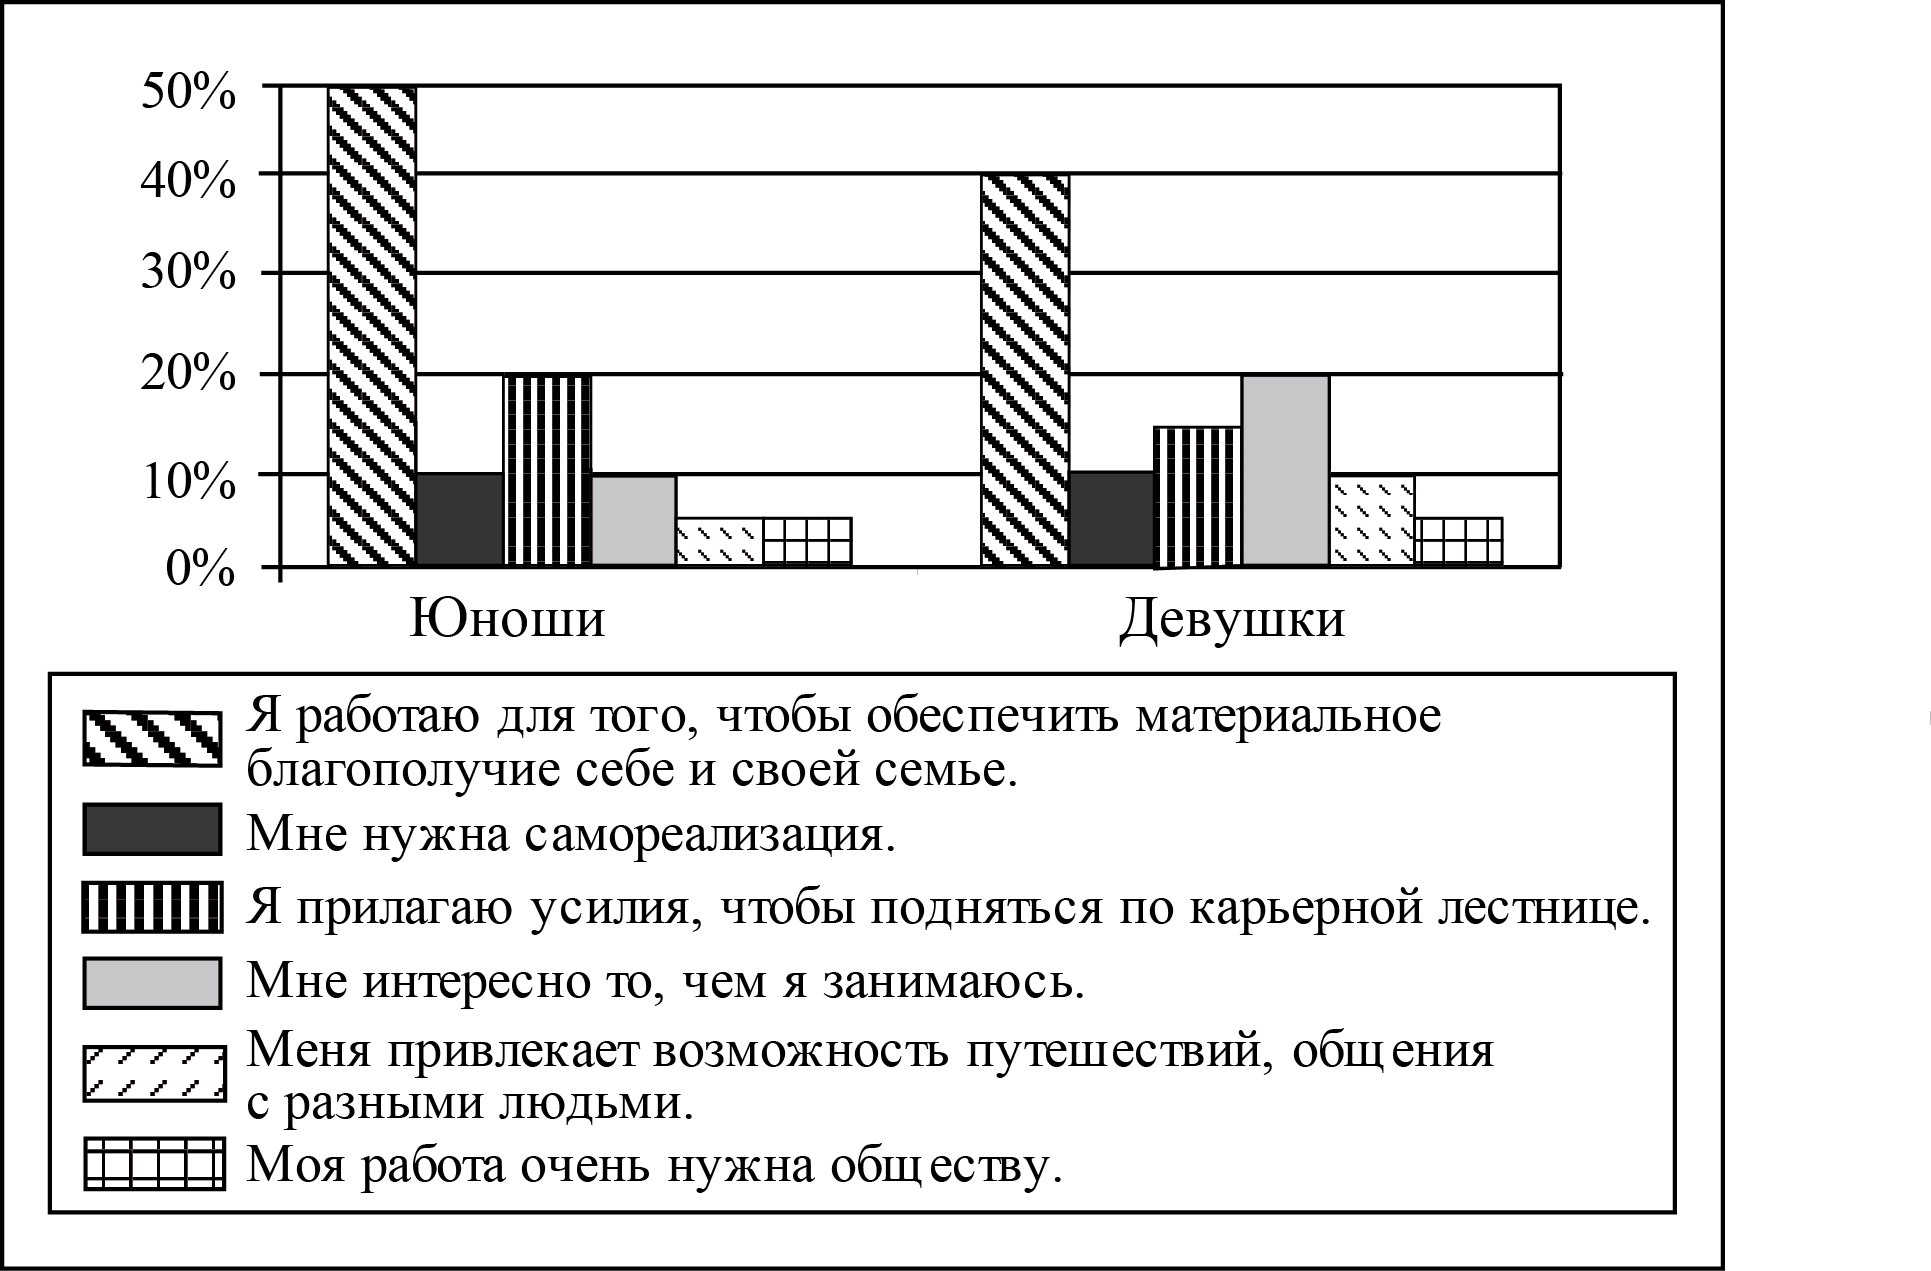 50%
40%
30%
20%
10%
0%
Юноши Девушки
Я работаю для того, чтобы обеспечить материальное
благополучие себе и своей семье.
Мне нужна самореализация.
Я прилагаю усилия, чтобы подняться по карьерной лестнице.
Мне интересно то, чем я занимаюсь.
Меня привлекает возможность путешествий, общения
с разными людьми.
Моя работа очень нужна обществу.